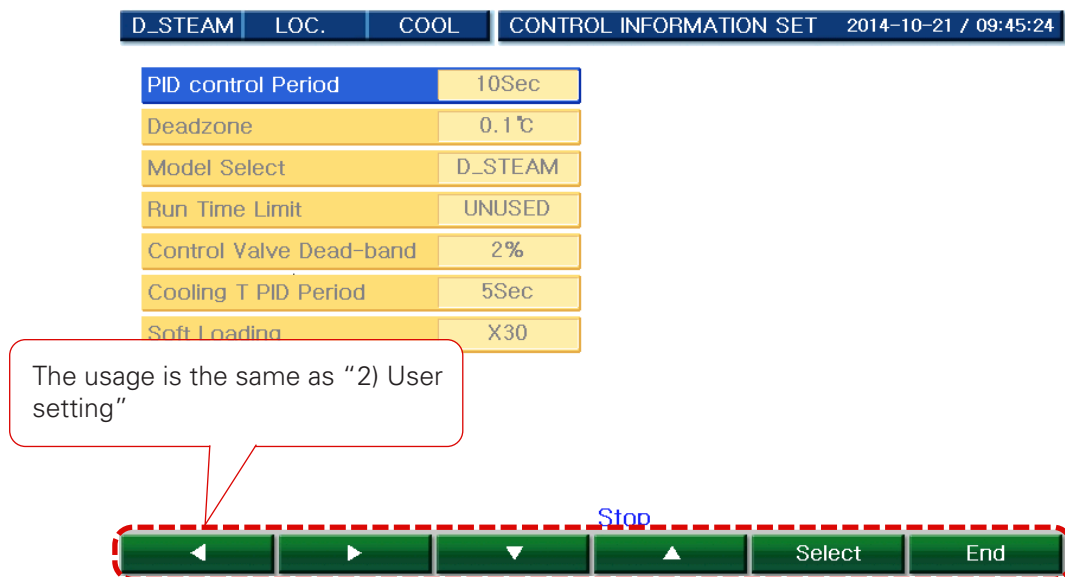 D_STEAM LOC. COOL CONTROL INFORMATION SET 2014-10-21 / 09:45:24
PID control Period 10Sec
Deadzone 0.1℃
Model Select D_STEAM
Run Time Limit UNUSED
Control Valve Dead-band 2%
Cooling T PID Period 5Sec
Soft Loading X30
The usage is the same as “2) User
setting”
Stop
◀ ▶ ▼ ▲ Select End